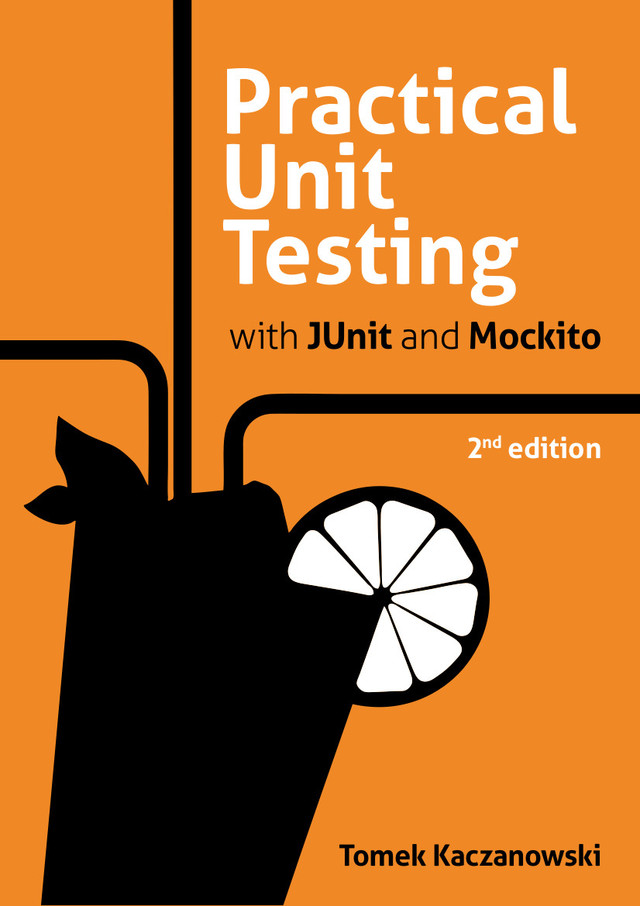 Practical
Unit
Testing
with JUnit and Mockito
2nd edition
Tomek Kaczanowski